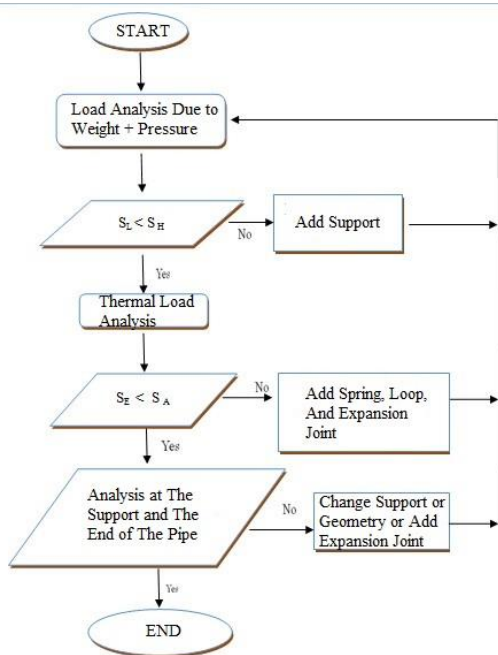 START
Load Analysis Due to
Weight + Pressure
SL < SH
No
Add Support
Yes
Thermal Load
Analysis
SE < SA
No
Add Spring, Loop,
And Expansion
Joint
Yes
Analysis at The
Support and The
End of The Pipe
No
Change Support or
Geometry or Add
Expansion Joint
Yes
END